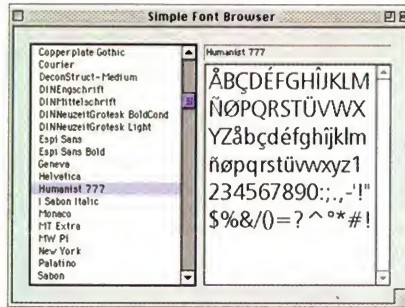 Simple Font Browser
Copperplate Gothic
Courier
DeconStruct-Medium
DINEngschrift
DINMittelschrift
DINNeuzeitGrotesk BoldCond
DINNeuzeitGrotesk Light
Espi Sans
Espi Sans Bold
Geneva
Helvetica
Humanist 777
I Sabon Italic
Monaco
MT Extra
MW Pi
New York
Palatino
Sabon
Humanist 777
ÅBÇDÉFGHÎJKLM
ÑØPQRSTÜVWX
YZåbçdéfghîjklm
ñøpqrstüvwxyz1
234567890:;.,-'!"
$%&/()=?^°*#!